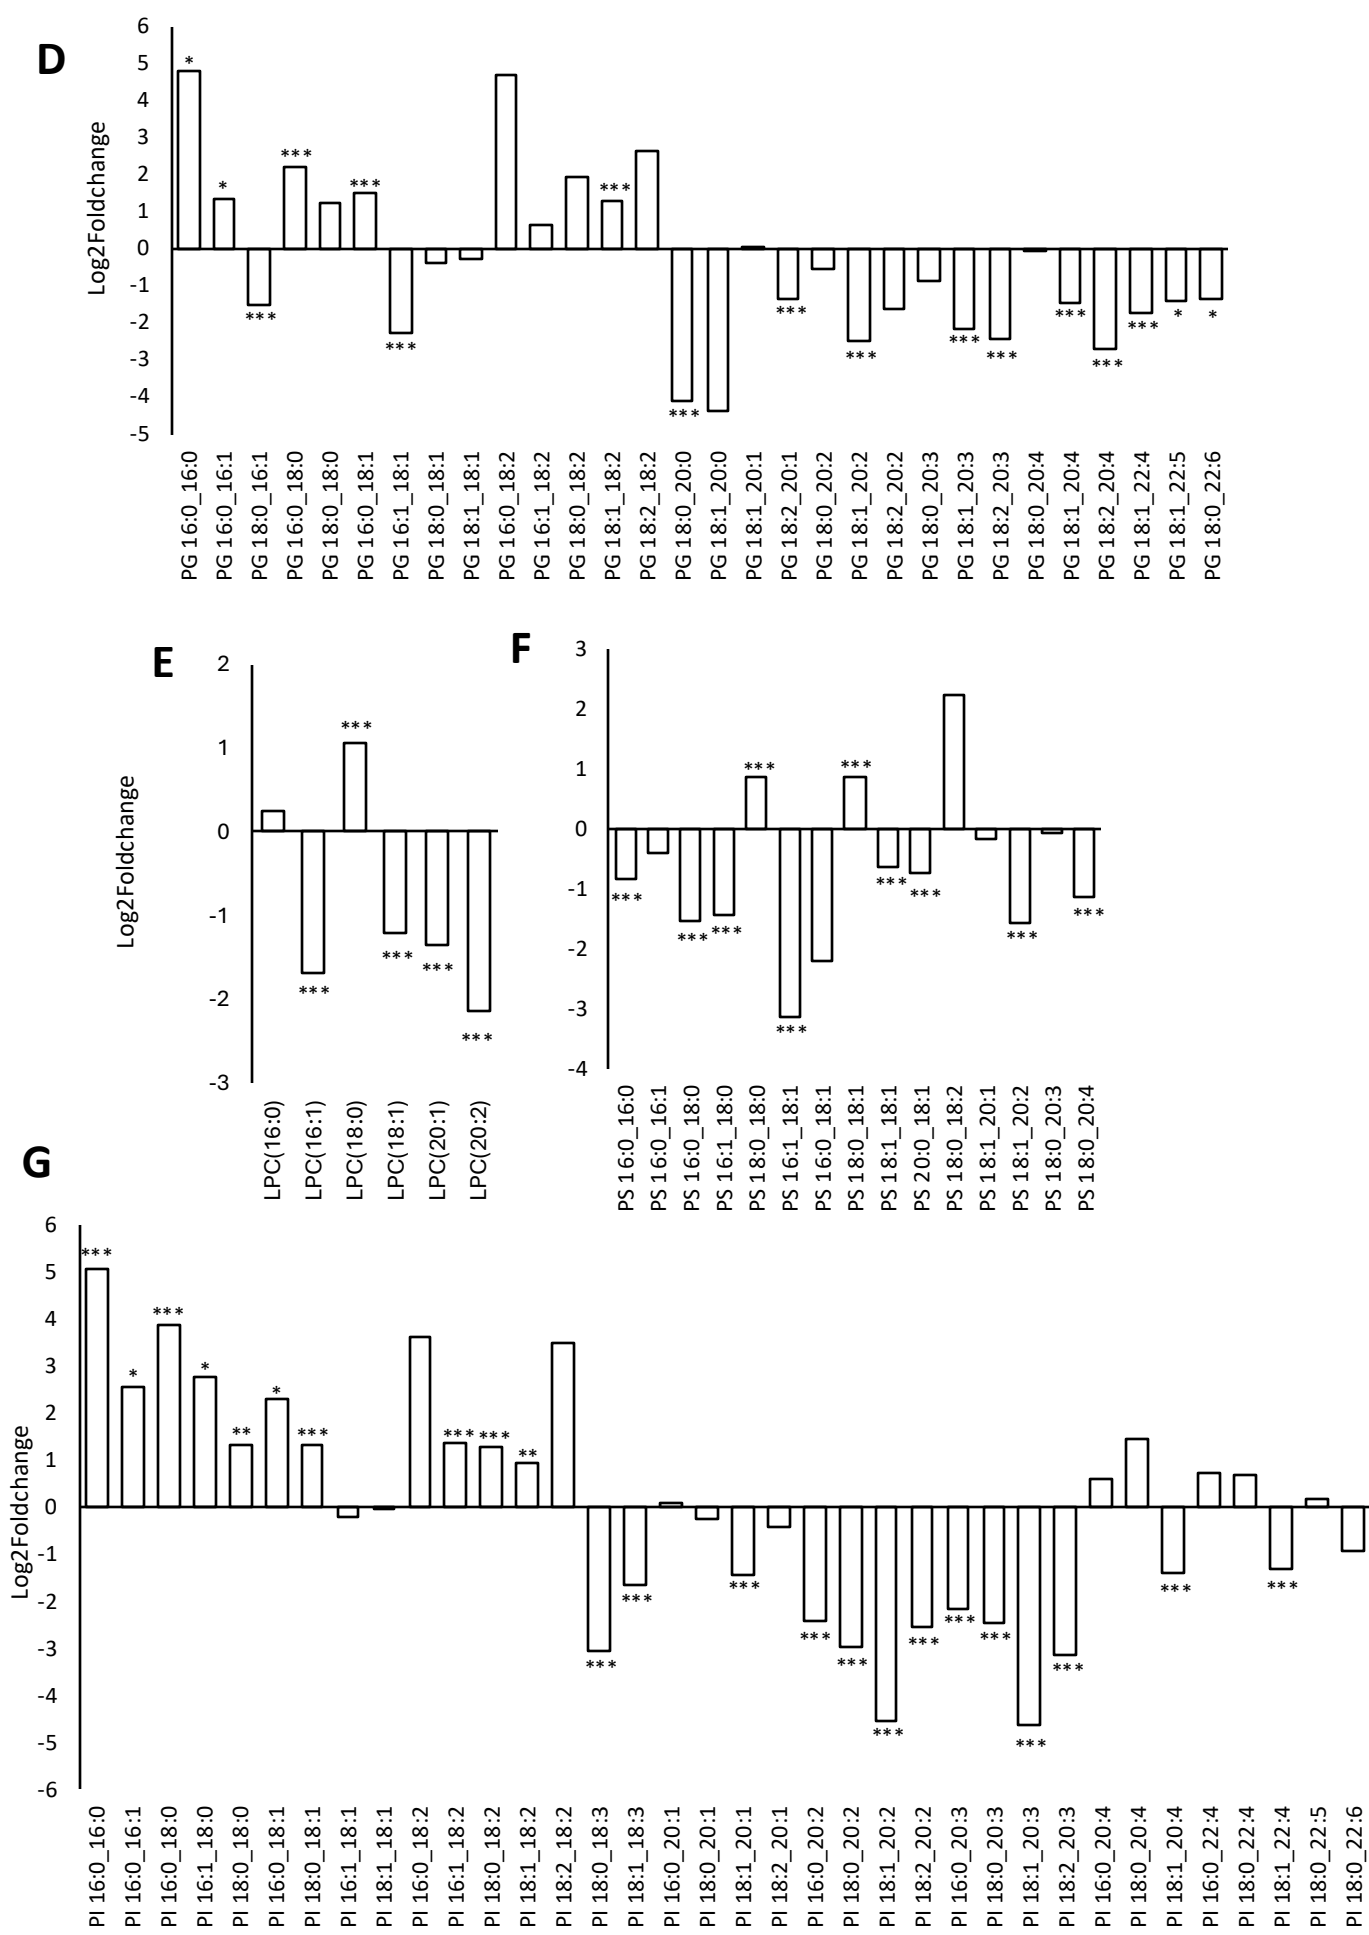 D
Log2Foldchange
6
5
4
3
2
1
0
-1
-2
-3
-4
-5
*
*
***
***
***
***
***
***
***
***
***
***
***
***
***
*
*
PG 16:0_16:0
PG 16:0_16:1
PG 18:0_16:1
PG 16:0_18:0
PG 18:0_18:0
PG 16:0_18:1
PG 16:1_18:1
PG 18:0_18:1
PG 18:1_18:1
PG 16:0_18:2
PG 16:1_18:2
PG 18:0_18:2
PG 18:1_18:2
PG 18:2_18:2
PG 18:0_20:0
PG 18:1_20:0
PG 18:1_20:1
PG 18:2_20:1
PG 18:0_20:2
PG 18:1_20:2
PG 18:2_20:2
PG 18:0_20:3
PG 18:1_20:3
PG 18:2_20:3
PG 18:0_20:4
PG 18:1_20:4
PG 18:2_20:4
PG 18:1_22:4
PG 18:1_22:5
PG 18:0_22:6
E
Log2Foldchange
2
1
0
-1
-2
-3
***
***
***
***
***
LPC(16:0)
LPC(16:1)
LPC(18:0)
LPC(18:1)
LPC(20:1)
LPC(20:2)
F
3
2
1
0
-1
-2
-3
-4
***
***
***
***
***
***
***
***
***
***
PS 16:0_16:0
PS 16:0_16:1
PS 16:0_18:0
PS 16:1_18:0
PS 18:0_18:0
PS 16:1_18:1
PS 16:0_18:1
PS 18:0_18:1
PS 18:1_18:1
PS 20:0_18:1
PS 18:0_18:2
PS 18:1_20:1
PS 18:1_20:2
PS 18:0_20:3
PS 18:0_20:4
G
Log2Foldchange
6
5
4
3
2
1
0
-1
-2
-3
-4
-5
-6
***
*
***
*
**
*
***
***
***
**
***
***
***
***
***
***
***
***
***
***
***
***
***
PI 16:0_16:0
PI 16:0_16:1
PI 16:0_18:0
PI 16:1_18:0
PI 18:0_18:0
PI 16:0_18:1
PI 18:0_18:1
PI 16:1_18:1
PI 18:1_18:1
PI 16:0_18:2
PI 16:1_18:2
PI 18:0_18:2
PI 18:1_18:2
PI 18:2_18:2
PI 18:0_18:3
PI 18:1_18:3
PI 16:0_20:1
PI 18:0_20:1
PI 18:1_20:1
PI 18:2_20:1
PI 16:0_20:2
PI 18:0_20:2
PI 18:1_20:2
PI 18:2_20:2
PI 16:0_20:3
PI 18:0_20:3
PI 18:1_20:3
PI 18:2_20:3
PI 16:0_20:4
PI 18:0_20:4
PI 18:1_20:4
PI 16:0_22:4
PI 18:0_22:4
PI 18:1_22:4
PI 18:0_22:5
PI 18:0_22:6